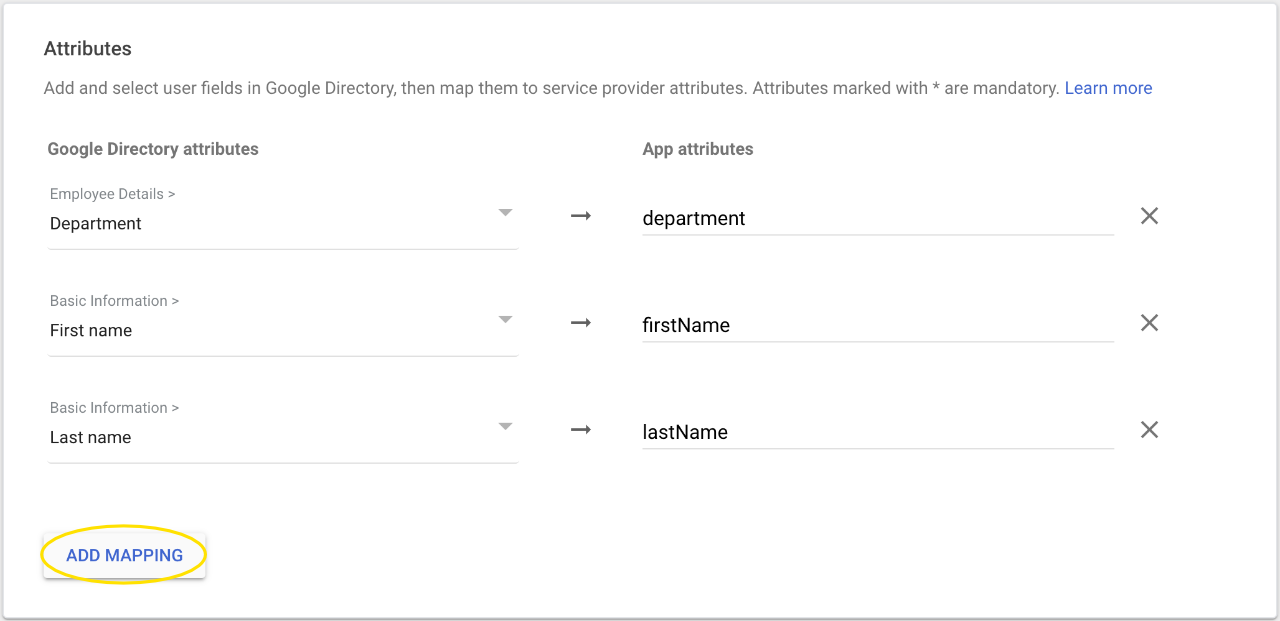 Attributes
Add and select user fields in Google Directory, then map them to service provider attributes. Attributes marked with * are mandatory. Learn more
Google Directory attributes
App attributes
Employee Details >
Department
department
Basic Information >
First name
firstName
Basic Information >
Last name
lastName
ADD MAPPING